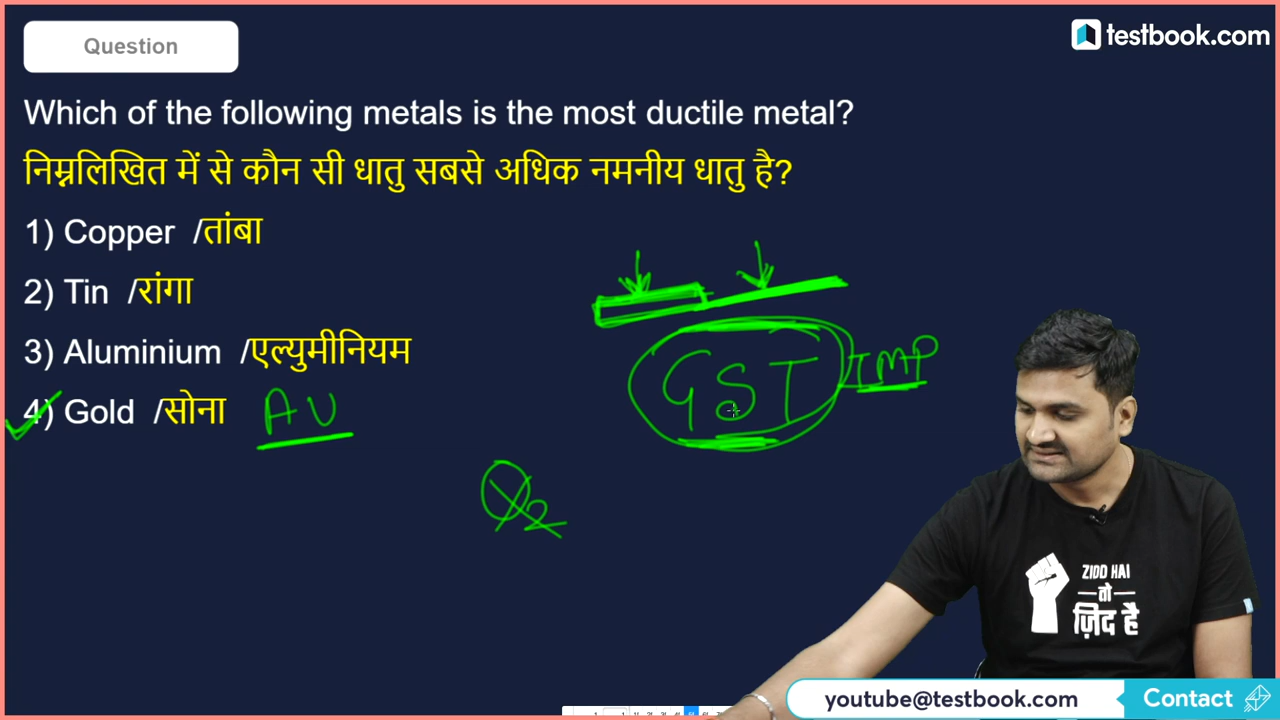 Question
testbook.com
Which of the following metals is the most ductile metal?
निम्नलिखित में से कौन सी धातु सबसे अधिक नमनीय धातु है?
1) Copper /तांबा
2) Tin /रांगा
3) Aluminium /एल्युमीनियम
4) Gold /सोना AU
GST IMP
O2
ZIDD HAI
तो
ज़िद है
youtube@testbook.com
Contact